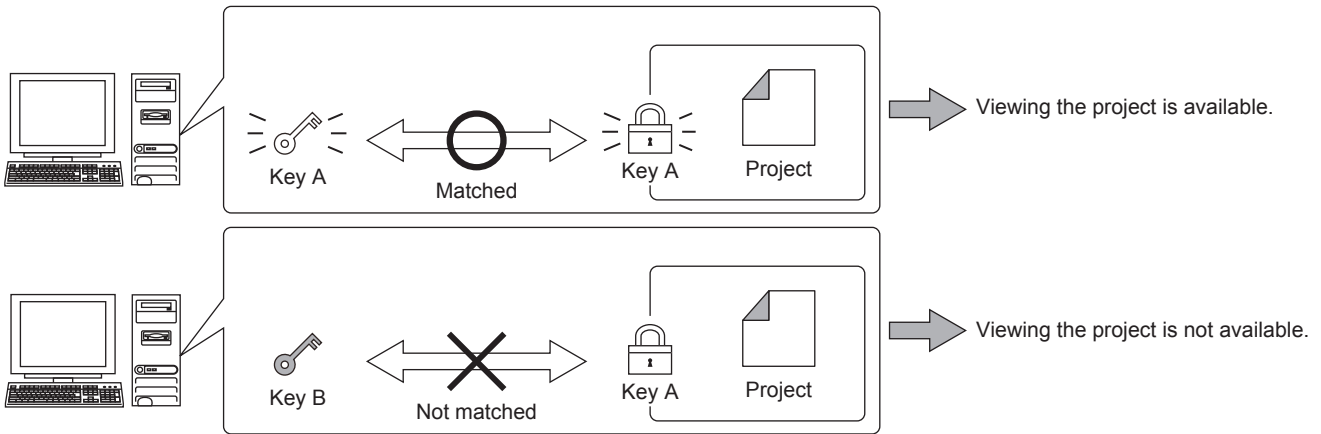 Viewing the project is available.
Key A
Matched
Key A
Project
Viewing the project is not available.
Key B
Not matched
Key A
Project